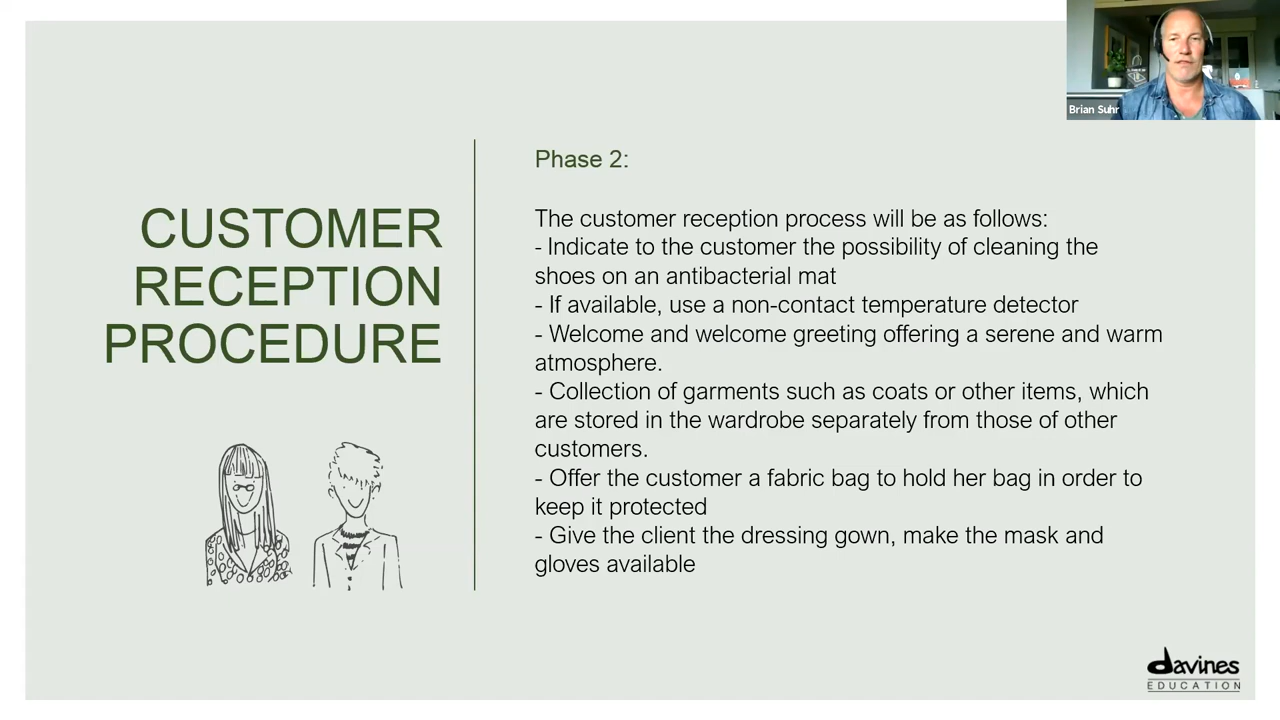 Brian Suhr
CUSTOMER
RECEPTION
PROCEDURE
Phase 2:
The customer reception process will be as follows:
- Indicate to the customer the possibility of cleaning the
shoes on an antibacterial mat
- If available, use a non-contact temperature detector
- Welcome and welcome greeting offering a serene and warm
atmosphere.
- Collection of garments such as coats or other items, which
are stored in the wardrobe separately from those of other
customers.
- Offer the customer a fabric bag to hold her bag in order to
keep it protected
- Give the client the dressing gown, make the mask and
gloves available
davines
EDUCATION